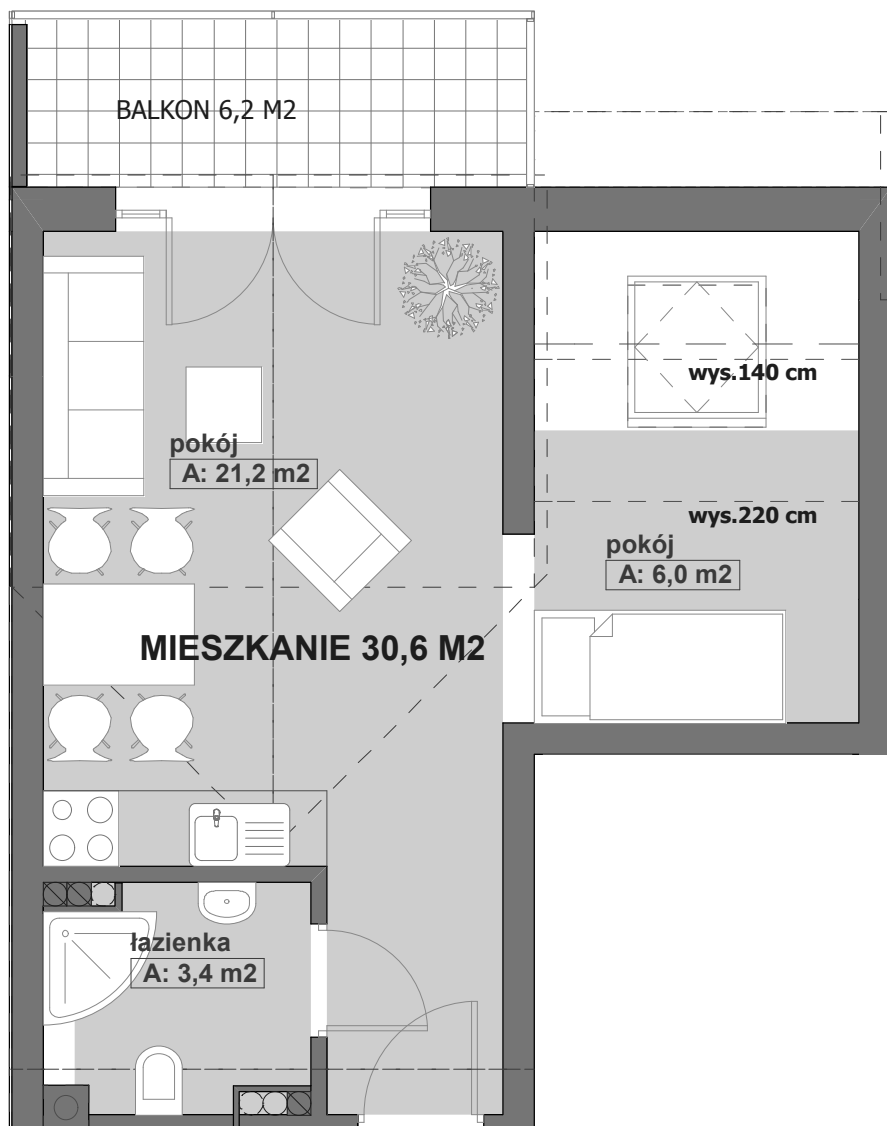 BALKON 6,2 M2
wys.140 cm
pokój
A: 21,2 m2
wys.220 cm
pokój
A: 6,0 m2
MIESZKANIE 30,6 M2
łazienka
A: 3,4 m2